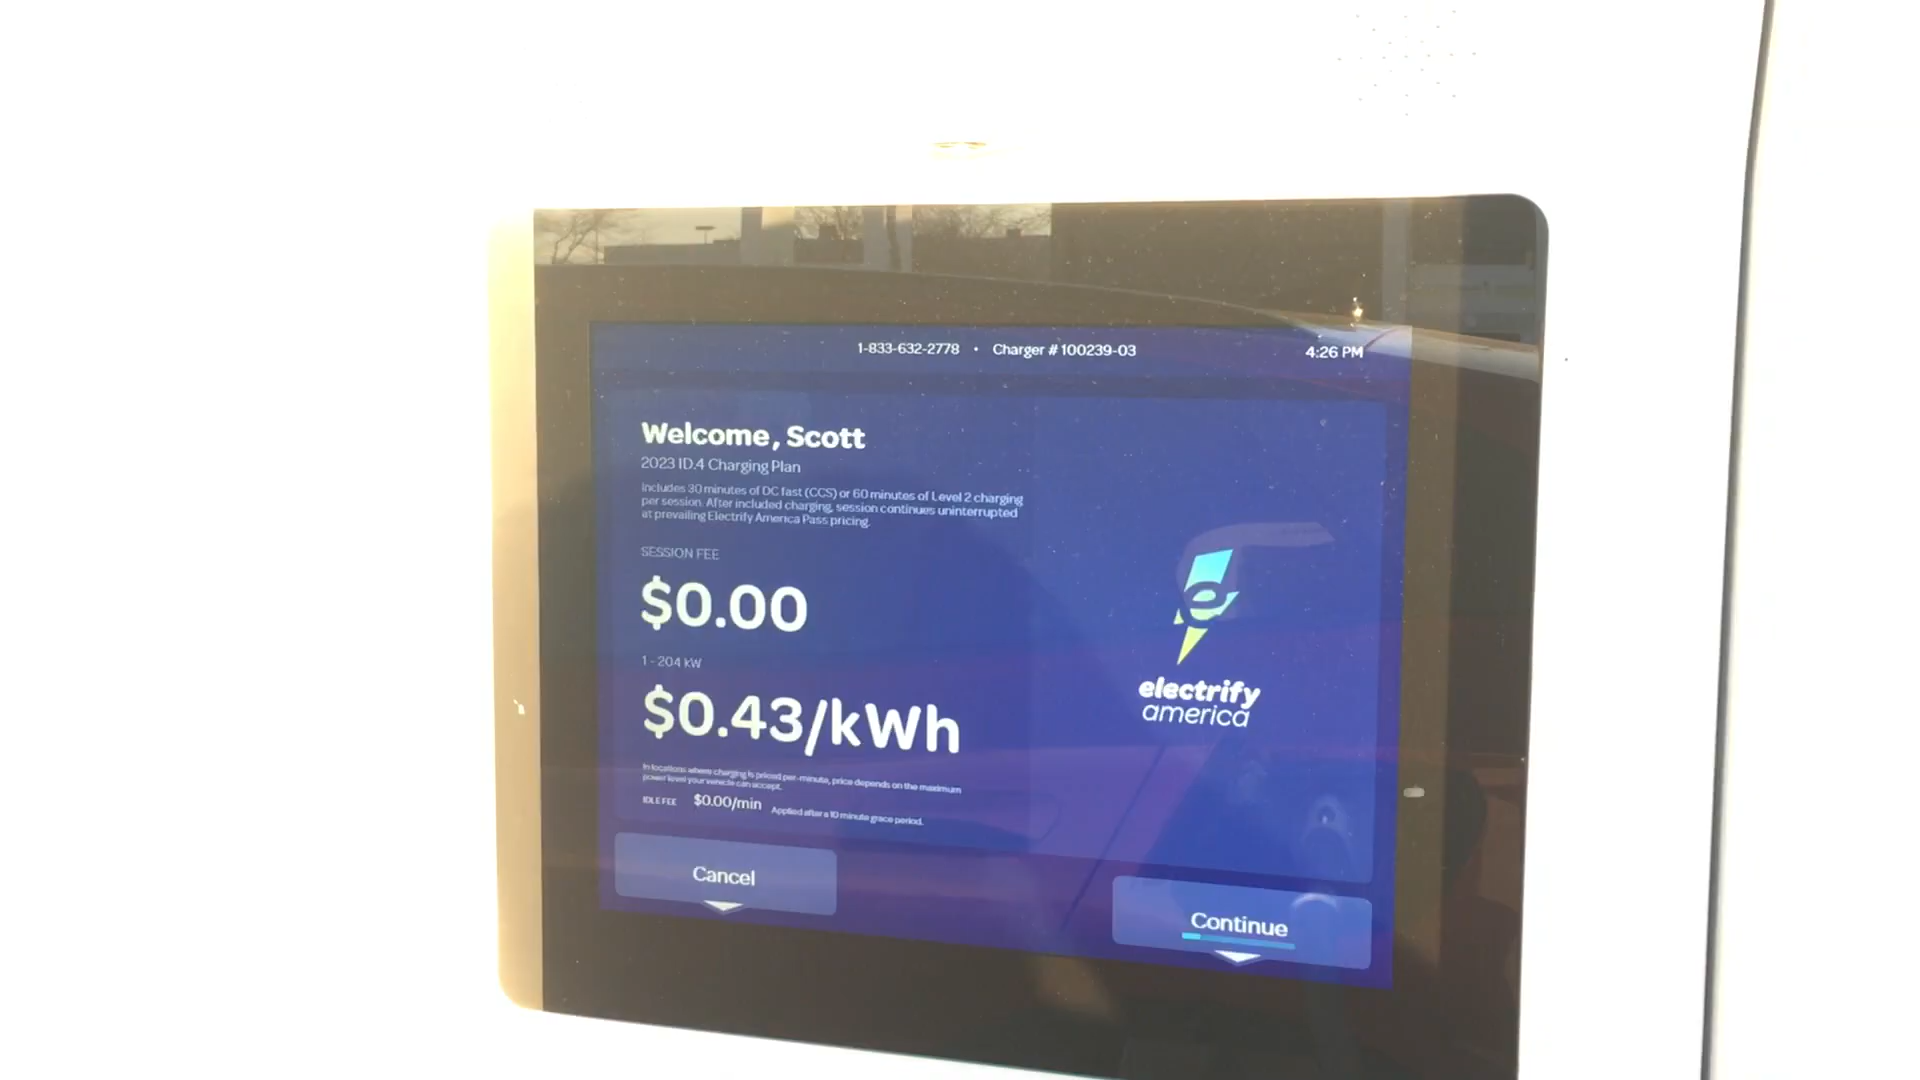 1-833-632-2778 • Charger # 100239-03
4:26 PM
Welcome, Scott
2023 ID.4 Charging Plan
Includes 30 minutes of DC fast (CCS) or 60 minutes of Level 2 charging
per session. After included charging, session continues uninterrupted
at prevailing Electrify America Pass pricing.
SESSION FEE
$0.00
1 - 204 kW
$0.43/kWh
In locations where charging is priced per-minute, price depends on the maximum
power level your vehicle can accept.
IDLE FEE $0.00/min Applied after a 10 minute grace period.
electrify
america
Cancel
Continue